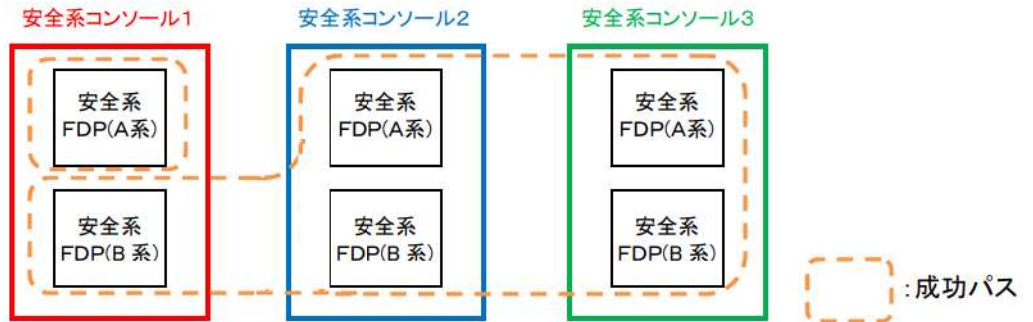 安全系コンソール1
安全系コンソール2
安全系コンソール3
安全系
FDP(A系)
安全系
FDP(A系)
安全系
FDP(A系)
安全系
FDP(B 系)
安全系
FDP(B 系)
安全系
FDP(B 系)
:成功パス